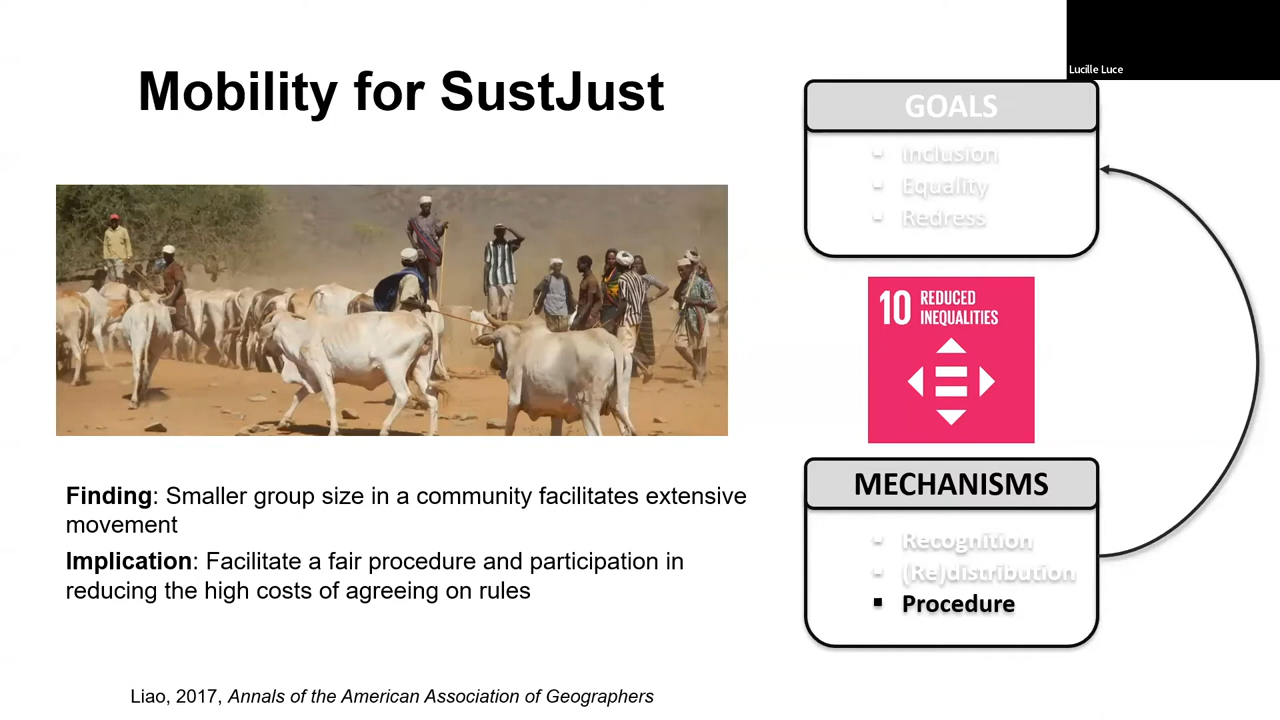 Lucille Luce
Mobility for SustJust
GOALS
▪ Inclusion
▪ Equality
▪ Redress
10 REDUCED
INEQUALITIES
Finding: Smaller group size in a community facilitates extensive
movement
Implication: Facilitate a fair procedure and participation in
reducing the high costs of agreeing on rules
MECHANISMS
▪ Recognition
▪ (Re)distribution
▪ Procedure
Liao, 2017, Annals of the American Association of Geographers